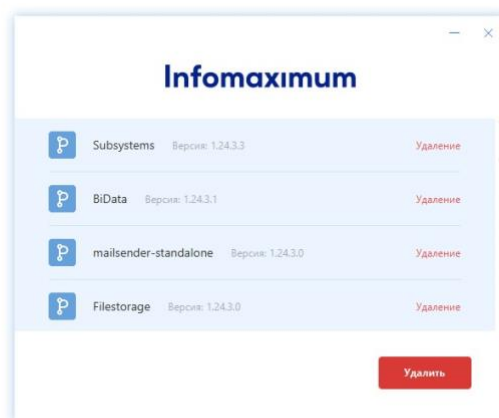 Infomaxımum
Subsystems Версия: 1.24.3.3 Удаление
BiData Версия: 1.24.3.1 Удаление
mailsender-standalone Версия: 1.24.3.0 Удаление
Filestorage Версия: 1.24.3.0 Удаление
Удалить